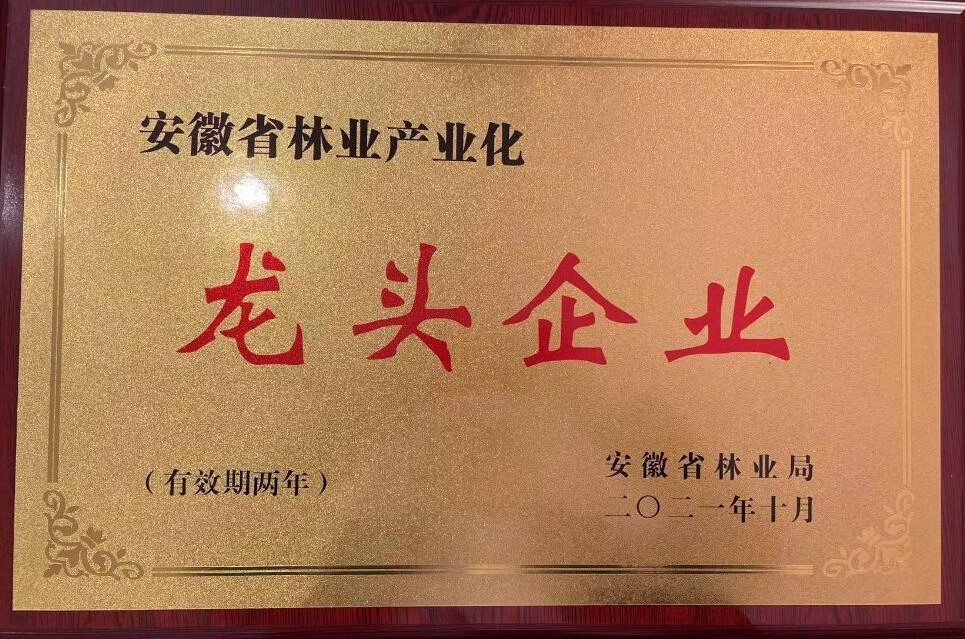 安徽省林业产业化
龙头企业
（有效期两年）
安徽省林业局
二〇二一年十月